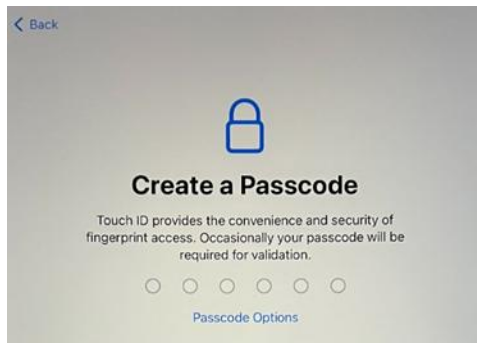 Back
Create a Passcode
Touch ID provides the convenience and security of
fingerprint access. Occasionally your passcode will be
required for validation.
Passcode Options